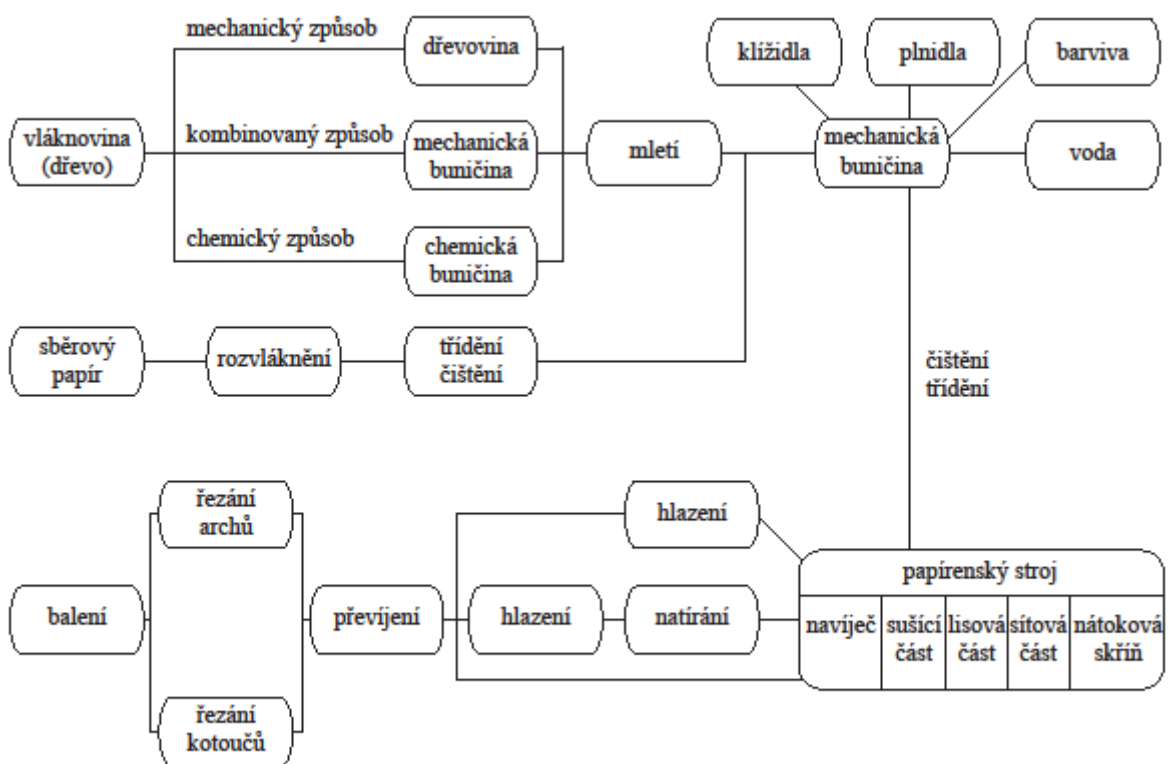 mechanický způsob
dřevovina
klížidla
plnidla
barviva
vláknovina
(dřevo)
kombinovaný způsob
mechanická
buničina
mletí
mechanická
buničina
voda
chemický způsob
chemická
buničina
sběrový
papír
rozvláknění
třídění
čištění
čištění
třídění
řezání
archů
hlazení
papírenský stroj
balení
převíjení
hlazení
natírání
navíječ
sušící
část
lisová
část
sítová
část
nátoková
skříň
řezání
kotoučů